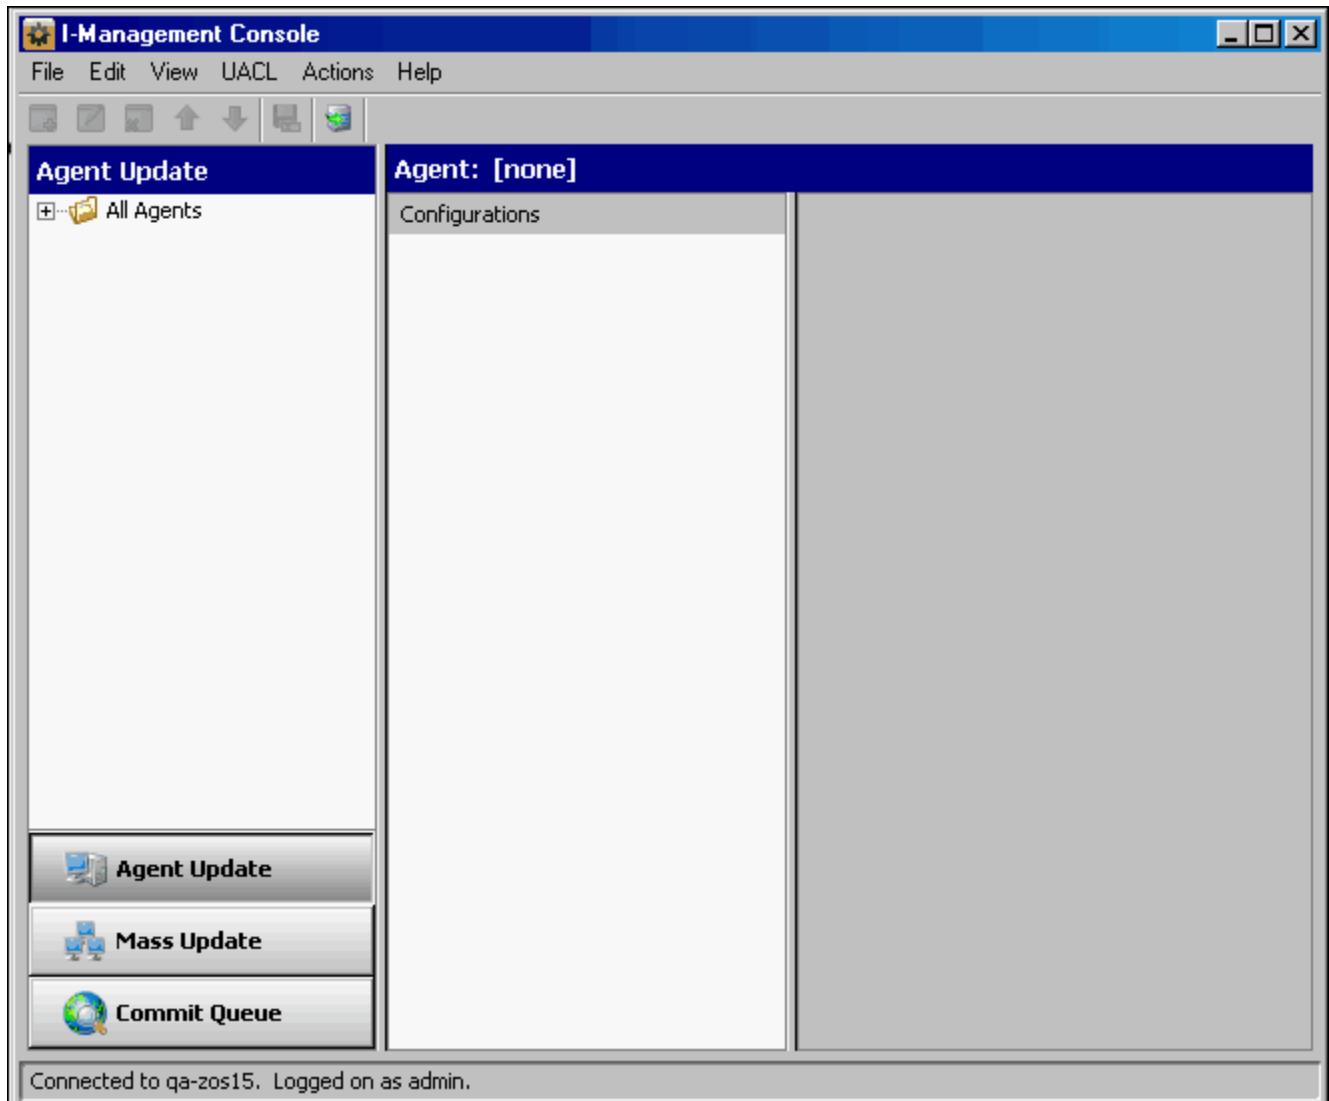 I-Management Console
File Edit View UACL Actions Help
Agent Update
Agent: [none]
All Agents
Configurations
Agent Update
Mass Update
Commit Queue
Connected to qa-zos15. Logged on as admin.